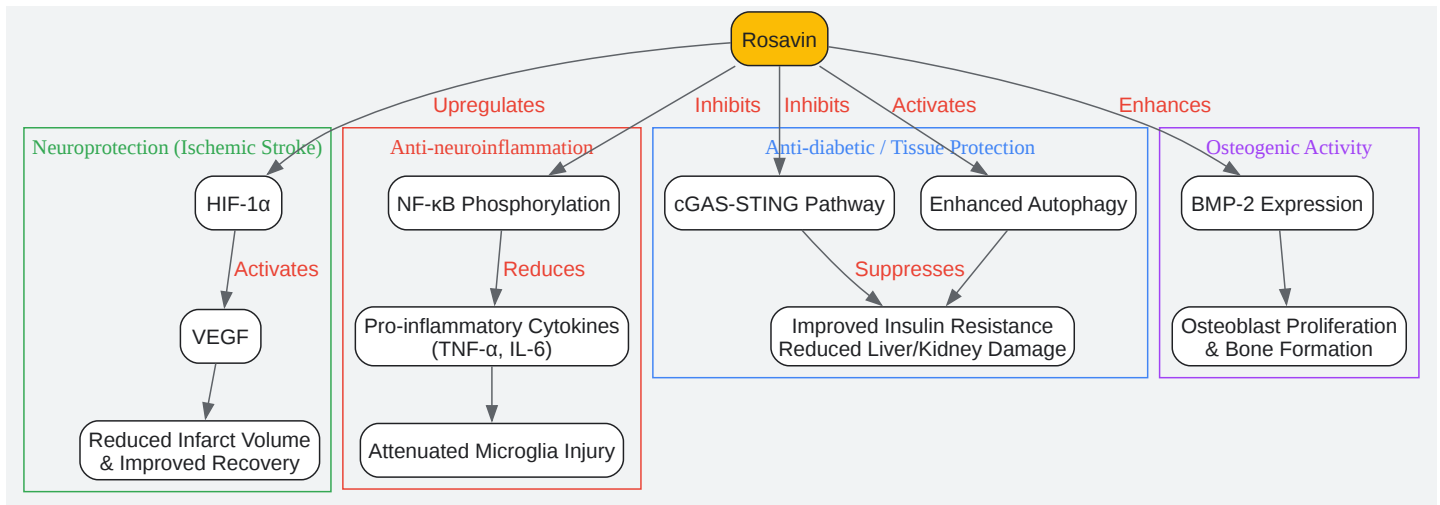 Rosavin
Upregulates
Inhibits
Inhibits
Activates
Enhances
Neuroprotection (Ischemic Stroke)
Anti-neuroinflammation
Anti-diabetic / Tissue Protection
Osteogenic Activity
HIF-1α
NF-κB Phosphorylation
cGAS-STING Pathway
Enhanced Autophagy
BMP-2 Expression
Activates
Reduces
Suppresses
VEGF
Pro-inflammatory Cytokines
(TNF-α, IL-6)
Improved Insulin Resistance
Reduced Liver/Kidney Damage
Osteoblast Proliferation
& Bone Formation
Reduced Infarct Volume
& Improved Recovery
Attenuated Microglia Injury